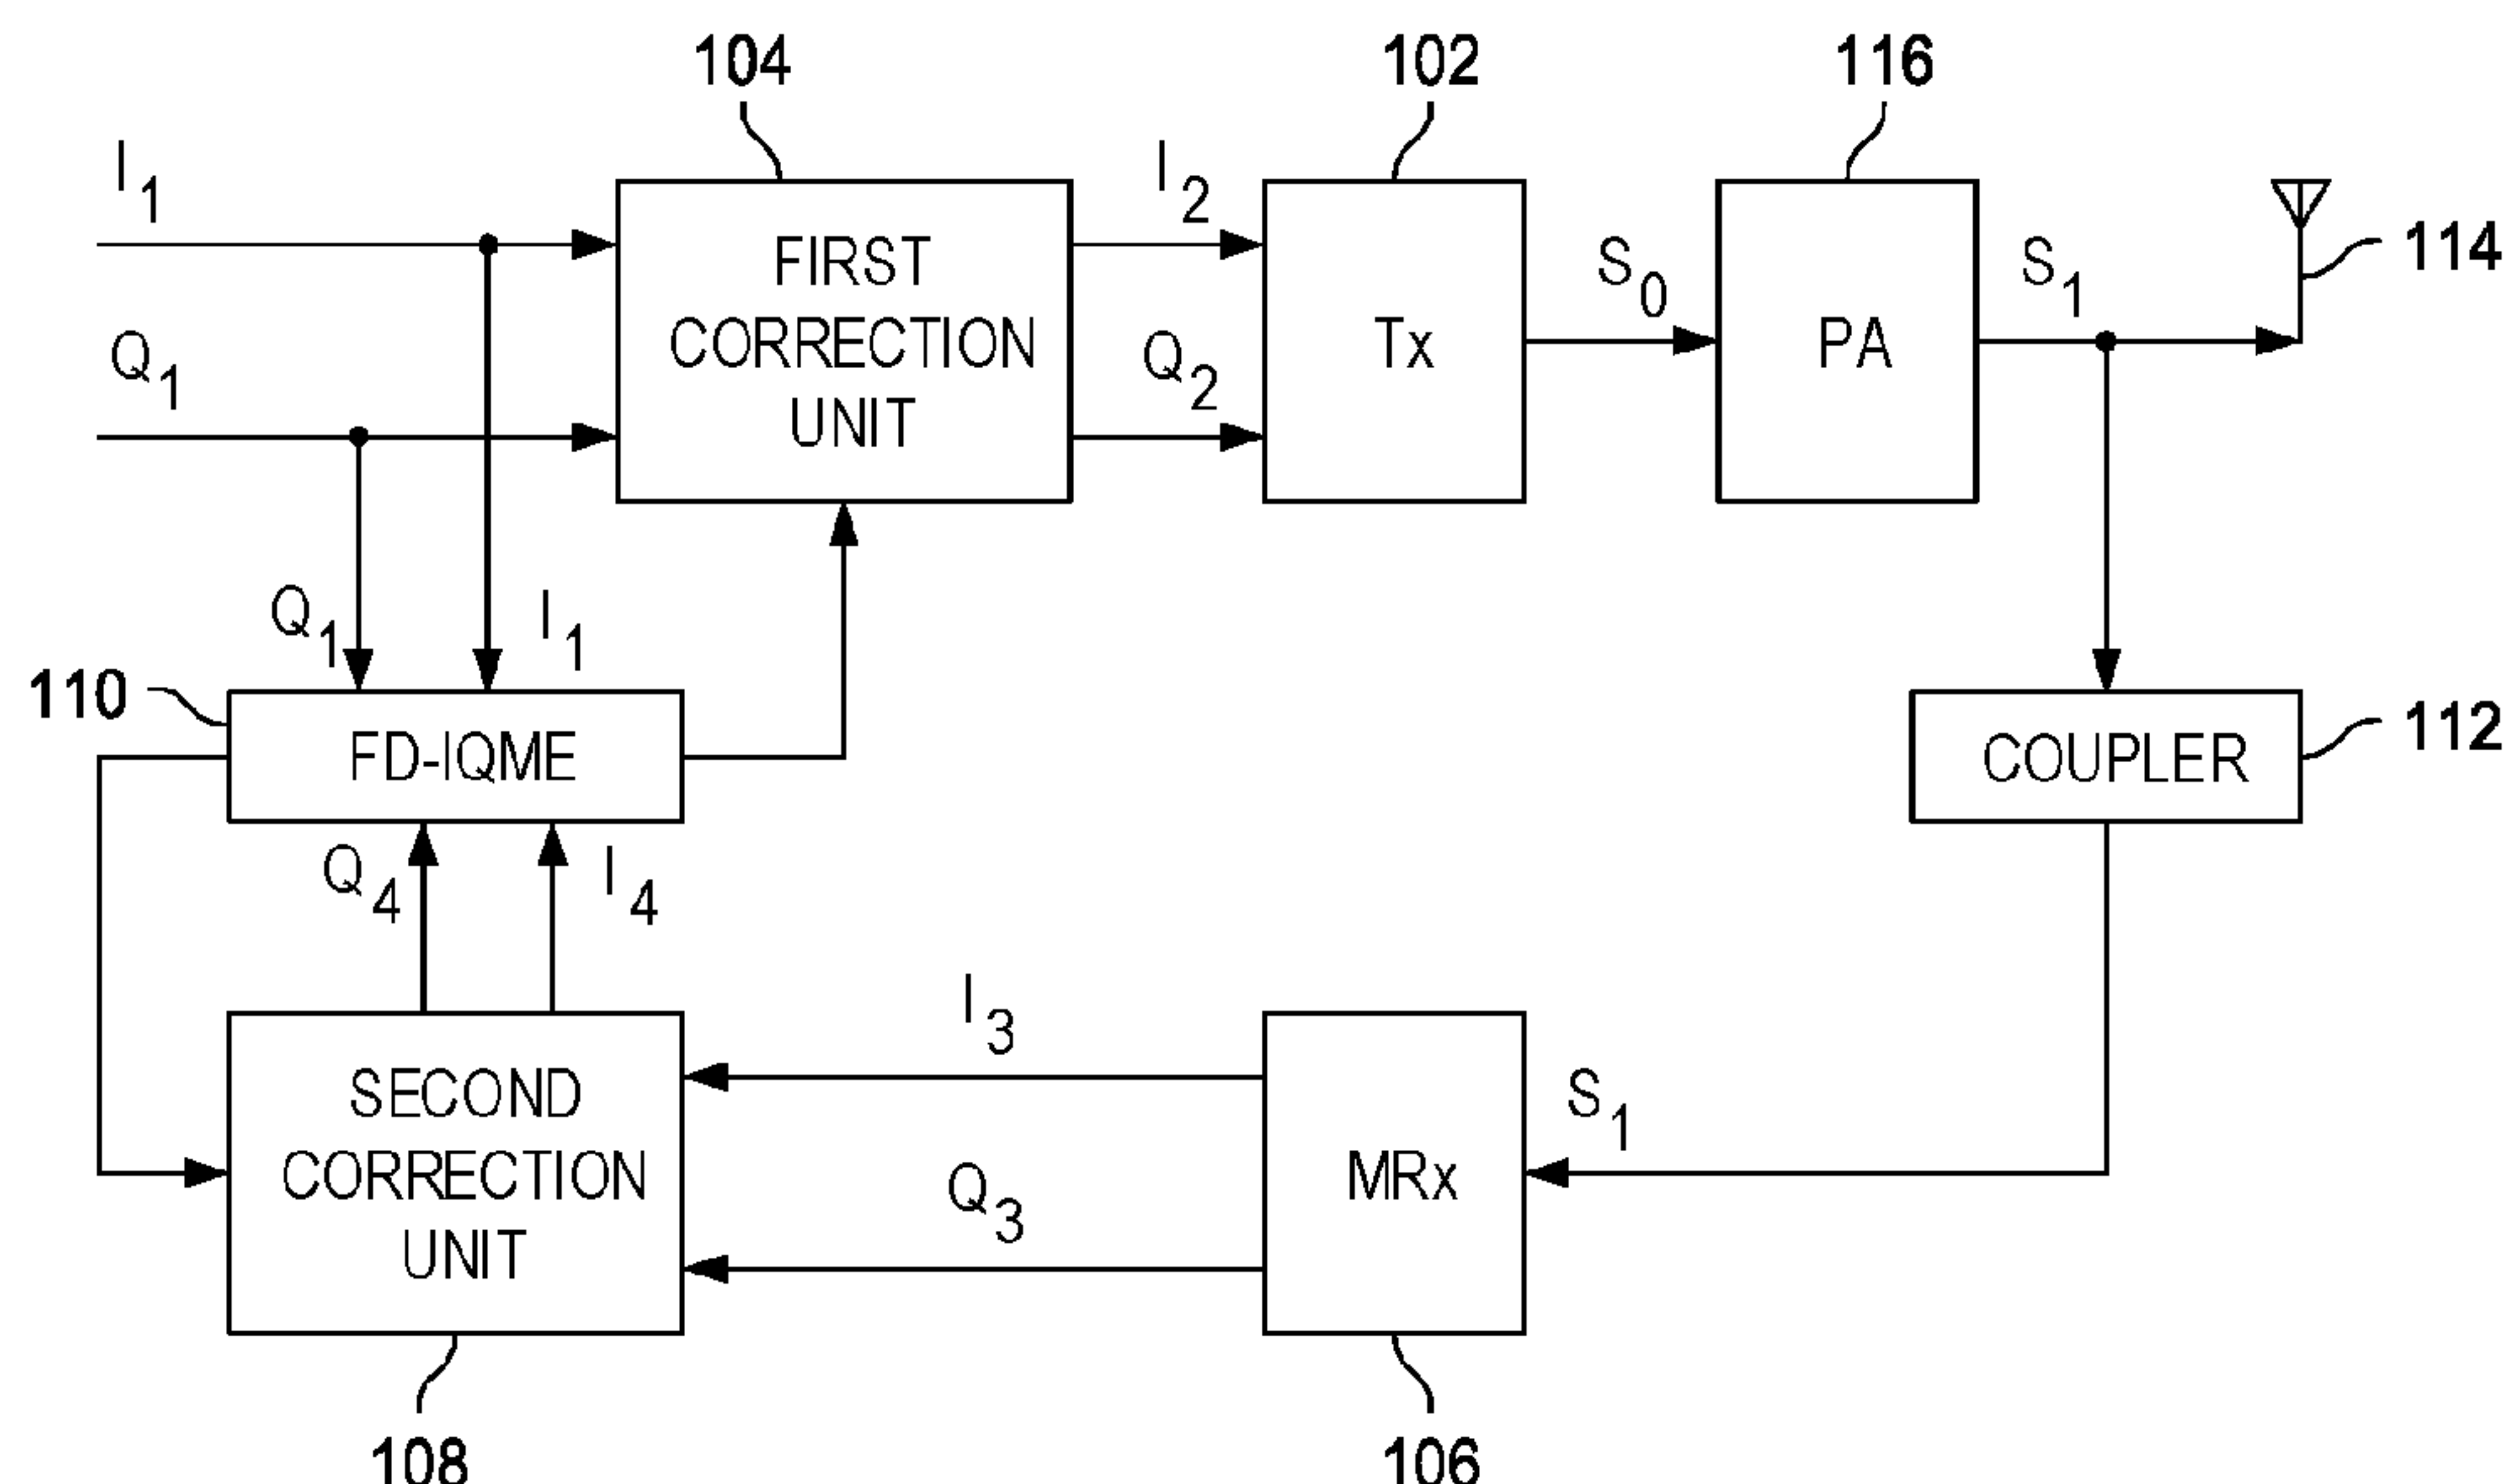 104
102
116
I1
I2
FIRST
CORRECTION
UNIT
Tx
S0
PA
S1
114
Q1
Q2
Q1
I1
110
FD-IQME
COUPLER
112
Q4
I4
I3
SECOND
CORRECTION
UNIT
Q3
MRx
S1
108
106